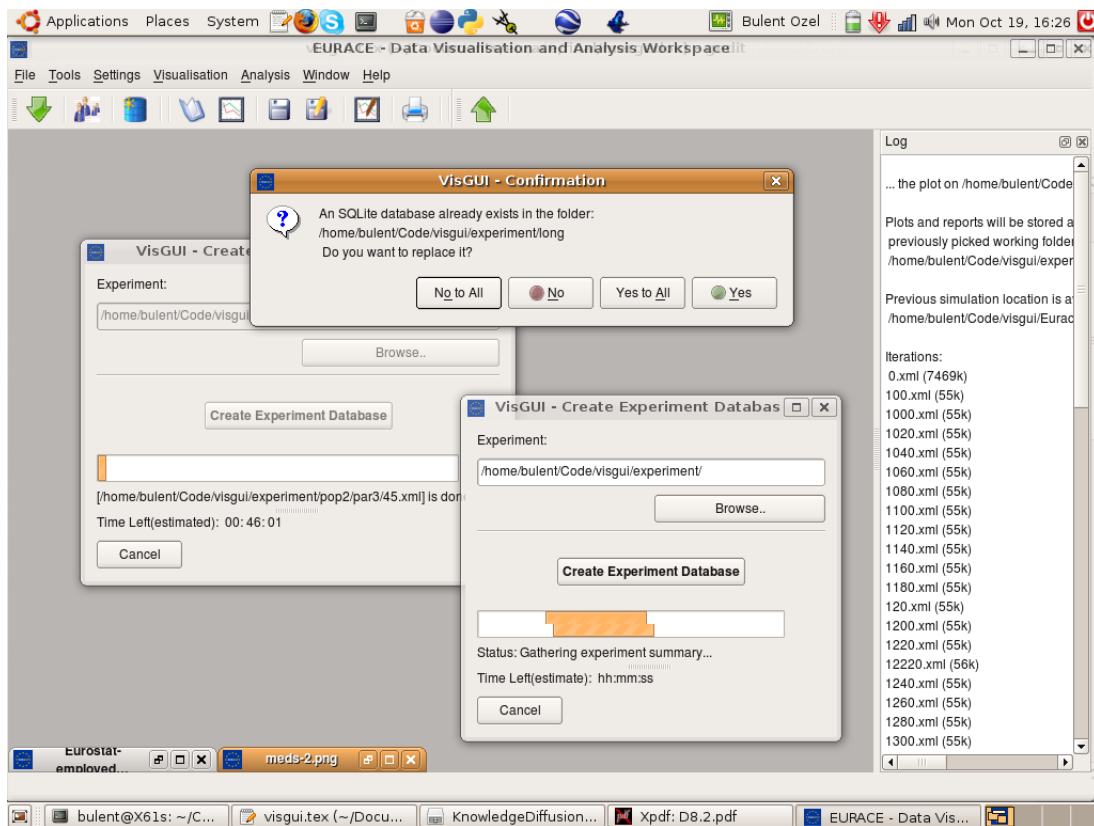 Applications Places System
Bulent Ozel
Mon Oct 19, 16:26
EURACE - Data Visualisation and Analysis Workspace
File Tools Settings Visualisation Analysis Window Help
Log
... the plot on /home/bulent/Code
Plots and reports will be stored a
previously picked working folder
/home/bulent/Code/visgui/exper
Previous simulation location is a
/home/bulent/Code/visgui/Eurac
Iterations:
0.xml (7469k)
100.xml (55k)
1000.xml (55k)
1020.xml (55k)
1040.xml (55k)
1060.xml (55k)
1080.xml (55k)
1100.xml (55k)
1120.xml (55k)
1140.xml (55k)
1160.xml (55k)
1180.xml (55k)
120.xml (55k)
1200.xml (55k)
1220.xml (55k)
12220.xml (56k)
1240.xml (55k)
1260.xml (55k)
1280.xml (55k)
1300.xml (55k)
VisGUI - Confirmation
An SQLite database already exists in the folder:
/home/bulent/Code/visgui/experiment/long
Do you want to replace it?
No to All
No
Yes to All
Yes
VisGUI - Create
Experiment:
/home/bulent/Code/visgui
Browse..
Create Experiment Database
[/home/bulent/Code/visgui/experiment/pop2/par3/45.xml] is don
Time Left(estimated): 00:46:01
Cancel
VisGUI - Create Experiment Databas
Experiment:
/home/bulent/Code/visgui/experiment/
Browse..
Create Experiment Database
Status: Gathering experiment summary...
Time Left(estimate): hh:mm:ss
Cancel
Eurostat-
employed...
meds-2.png
bulent@X61s: ~/C...
visgui.tex (~/Docu...
KnowledgeDiffusion...
Xpdf: D8.2.pdf
EURACE - Data Vis...